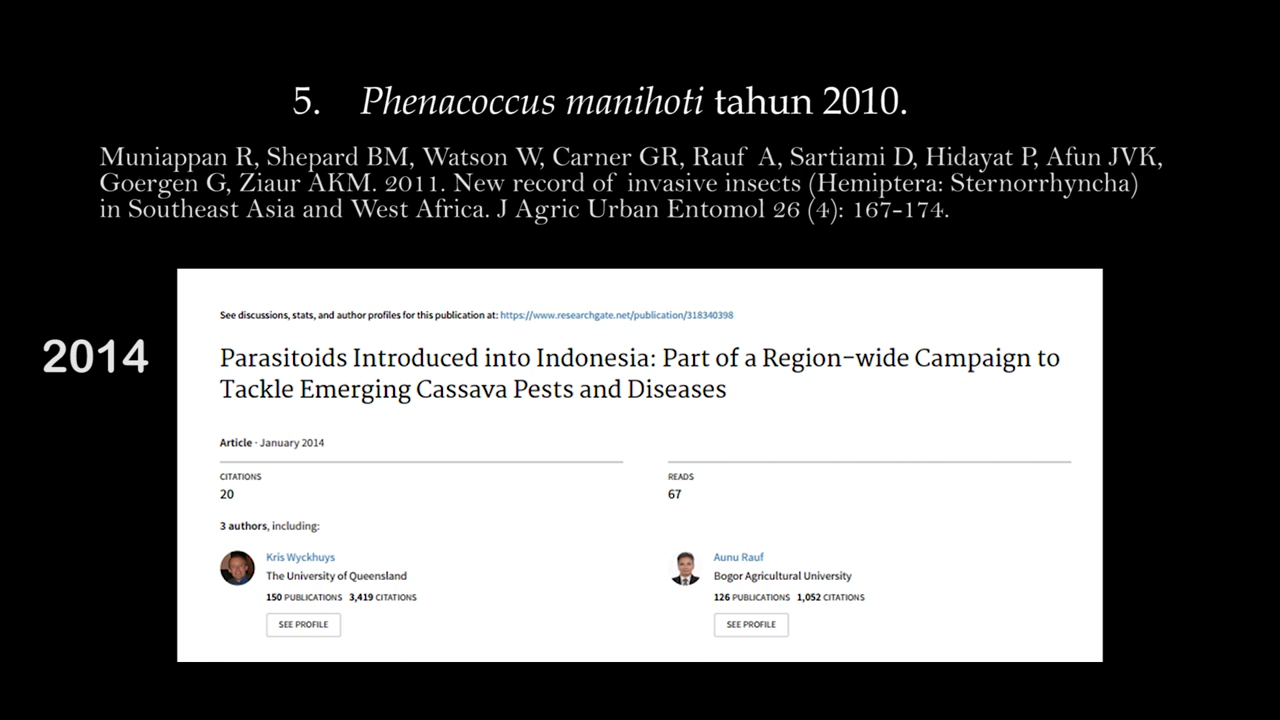 5. Phenacoccus manihoti tahun 2010.
Muniappan R, Shepard BM, Watson W, Carner GR, Rauf A, Sartiami D, Hidayat P, Afun JVK,
Goergen G, Ziaur AKM. 2011. New record of invasive insects (Hemiptera: Sternorrhyncha)
in Southeast Asia and West Africa. J Agric Urban Entomol 26 (4): 167-174.
2014
See discussions, stats, and author profiles for this publication at: https://www.researchgate.net/publication/318340398
Parasitoids Introduced into Indonesia: Part of a Region-wide Campaign to
Tackle Emerging Cassava Pests and Diseases
Article · January 2014
CITATIONS
20
READS
67
3 authors, including:
Kris Wyckhuys
The University of Queensland
150 PUBLICATIONS 3,419 CITATIONS
SEE PROFILE
Aunu Rauf
Bogor Agricultural University
126 PUBLICATIONS 1,052 CITATIONS
SEE PROFILE